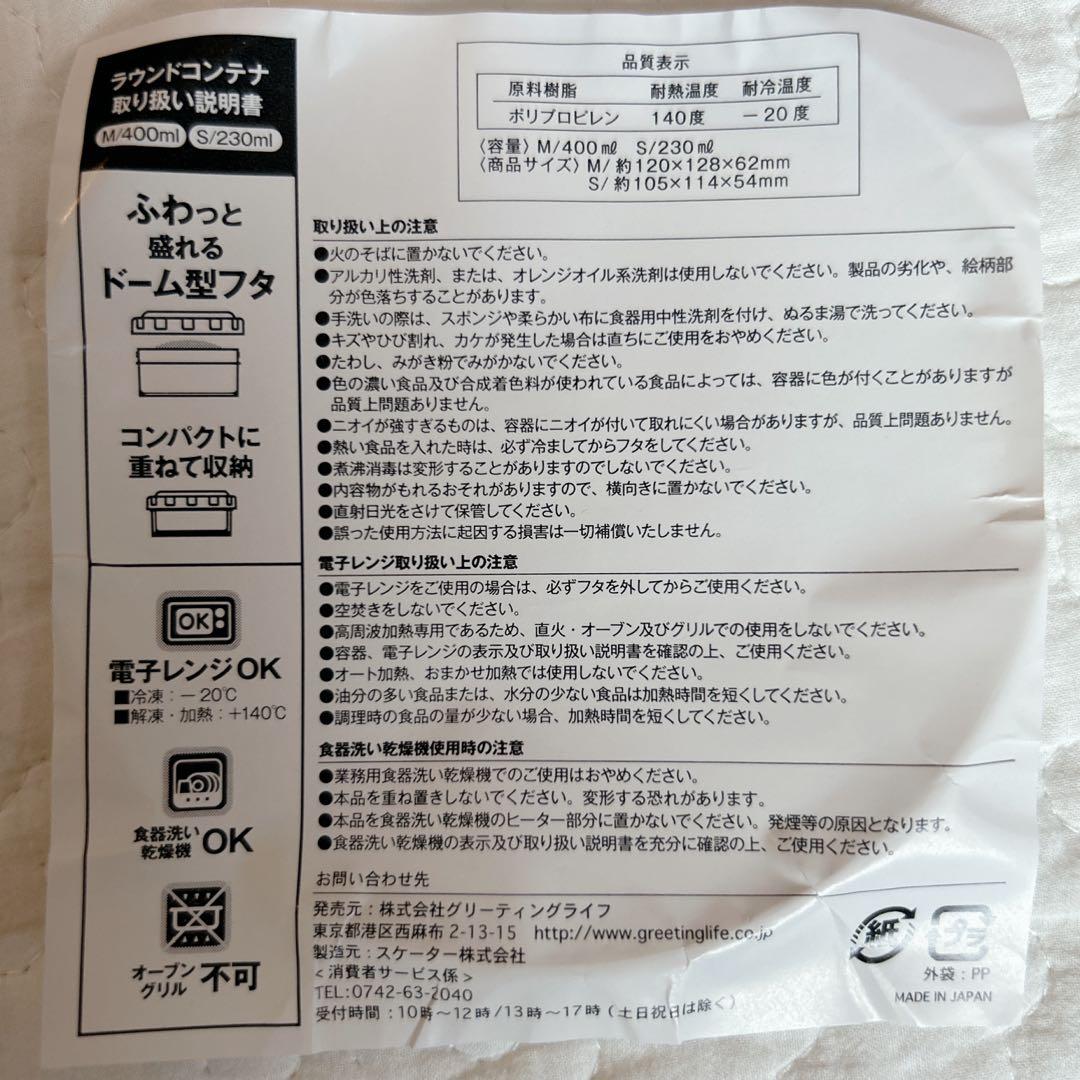 ラウンドコンテナ
取り扱い説明書
M/400ml S/230ml
ふわっと
盛れる
ドーム型フタ
コンパクトに
重ねて収納
OK
電子レンジOK
■冷凍：－20℃
■解凍・加熱：+140℃
食器洗い
乾燥機 OK
オーブン
グリル 不可
品質表示
原料樹脂 耐熱温度 耐冷温度
ポリプロピレン 140度 －20度
〈容量〉M/400㎖ S/230㎖
〈商品サイズ〉M/約120×128×62mm
S/約105×114×54mm
取り扱い上の注意
●火のそばに置かないでください。
●アルカリ性洗剤、または、オレンジオイル系洗剤は使用しないでください。製品の劣化や、絵柄部
分が色落ちすることがあります。
●手洗いの際は、スポンジや柔らかい布に食器用中性洗剤を付け、ぬるま湯で洗ってください。
●キズやひび割れ、カケが発生した場合は直ちにご使用をおやめください。
●たわし、みがき粉でみがかないでください。
●色の濃い食品及び合成着色料が使われている食品によっては、容器に色が付くことがありますが
品質上問題ありません。
●ニオイが強すぎるものは、容器にニオイが付いて取れにくい場合がありますが、品質上問題ありません。
●熱い食品を入れた時は、必ず冷ましてからフタをしてください。
●煮沸消毒は変形することがありますのでしないでください。
●内容物がもれるおそれがありますので、横向きに置かないでください。
●直射日光をさけて保管してください。
●誤った使用方法に起因する損害は一切補償いたしません。
電子レンジ取り扱い上の注意
●電子レンジをご使用の場合は、必ずフタを外してからご使用ください。
●空焚きをしないでください。
●高周波加熱専用であるため、直火・オーブン及びグリルでの使用をしないでください。
●容器、電子レンジの表示及び取り扱い説明書を確認の上、ご使用ください。
●オート加熱、おまかせ加熱では使用しないでください。
●油分の多い食品または、水分の少ない食品は加熱時間を短くしてください。
●調理時の食品の量が少ない場合、加熱時間を短くしてください。
食器洗い乾燥機使用時の注意
●業務用食器洗い乾燥機でのご使用はおやめください。
●本品を重ね置きしないでください。変形する恐れがあります。
●本品を食器洗い乾燥機のヒーター部分に置かないでください。発煙等の原因となります。
●食器洗い乾燥機の表示及び取り扱い説明書を充分に確認の上、ご使用ください。
お問い合わせ先
発売元：株式会社グリーティングライフ
東京都港区西麻布 2-13-15 http://www.greetinglife.co.jp
製造元：スケーター株式会社
＜消費者サービス係＞
TEL:0742-63-2040
受付時間：10時〜12時/13時〜17時（土日祝日は除く）
紙 プラ
外袋：PP
MADE IN JAPAN